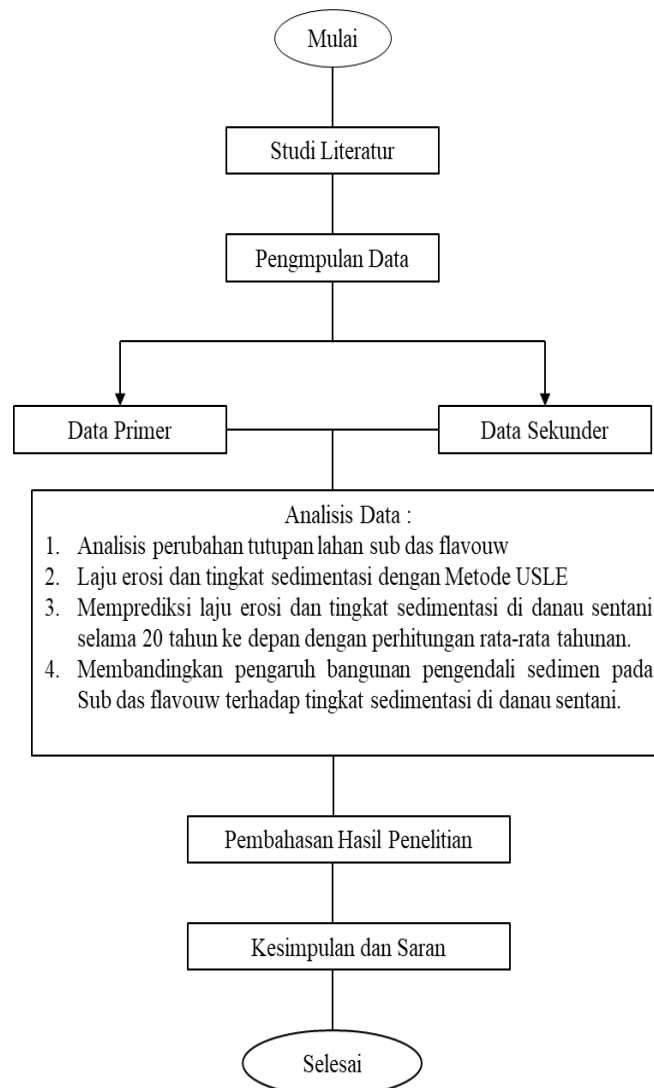 Mulai
Studi Literatur
Pengmpulan Data
Data Primer
Data Sekunder
Analisis Data :
1. Analisis perubahan tutupan lahan sub das flavouw
2. Laju erosi dan tingkat sedimentasi dengan Metode USLE
3. Memprediksi laju erosi dan tingkat sedimentasi di danau sentani
selama 20 tahun ke depan dengan perhitungan rata-rata tahunan.
4. Membandingkan pengaruh bangunan pengendali sedimen pada
Sub das flavouw terhadap tingkat sedimentasi di danau sentani.
Pembahasan Hasil Penelitian
Kesimpulan dan Saran
Selesai